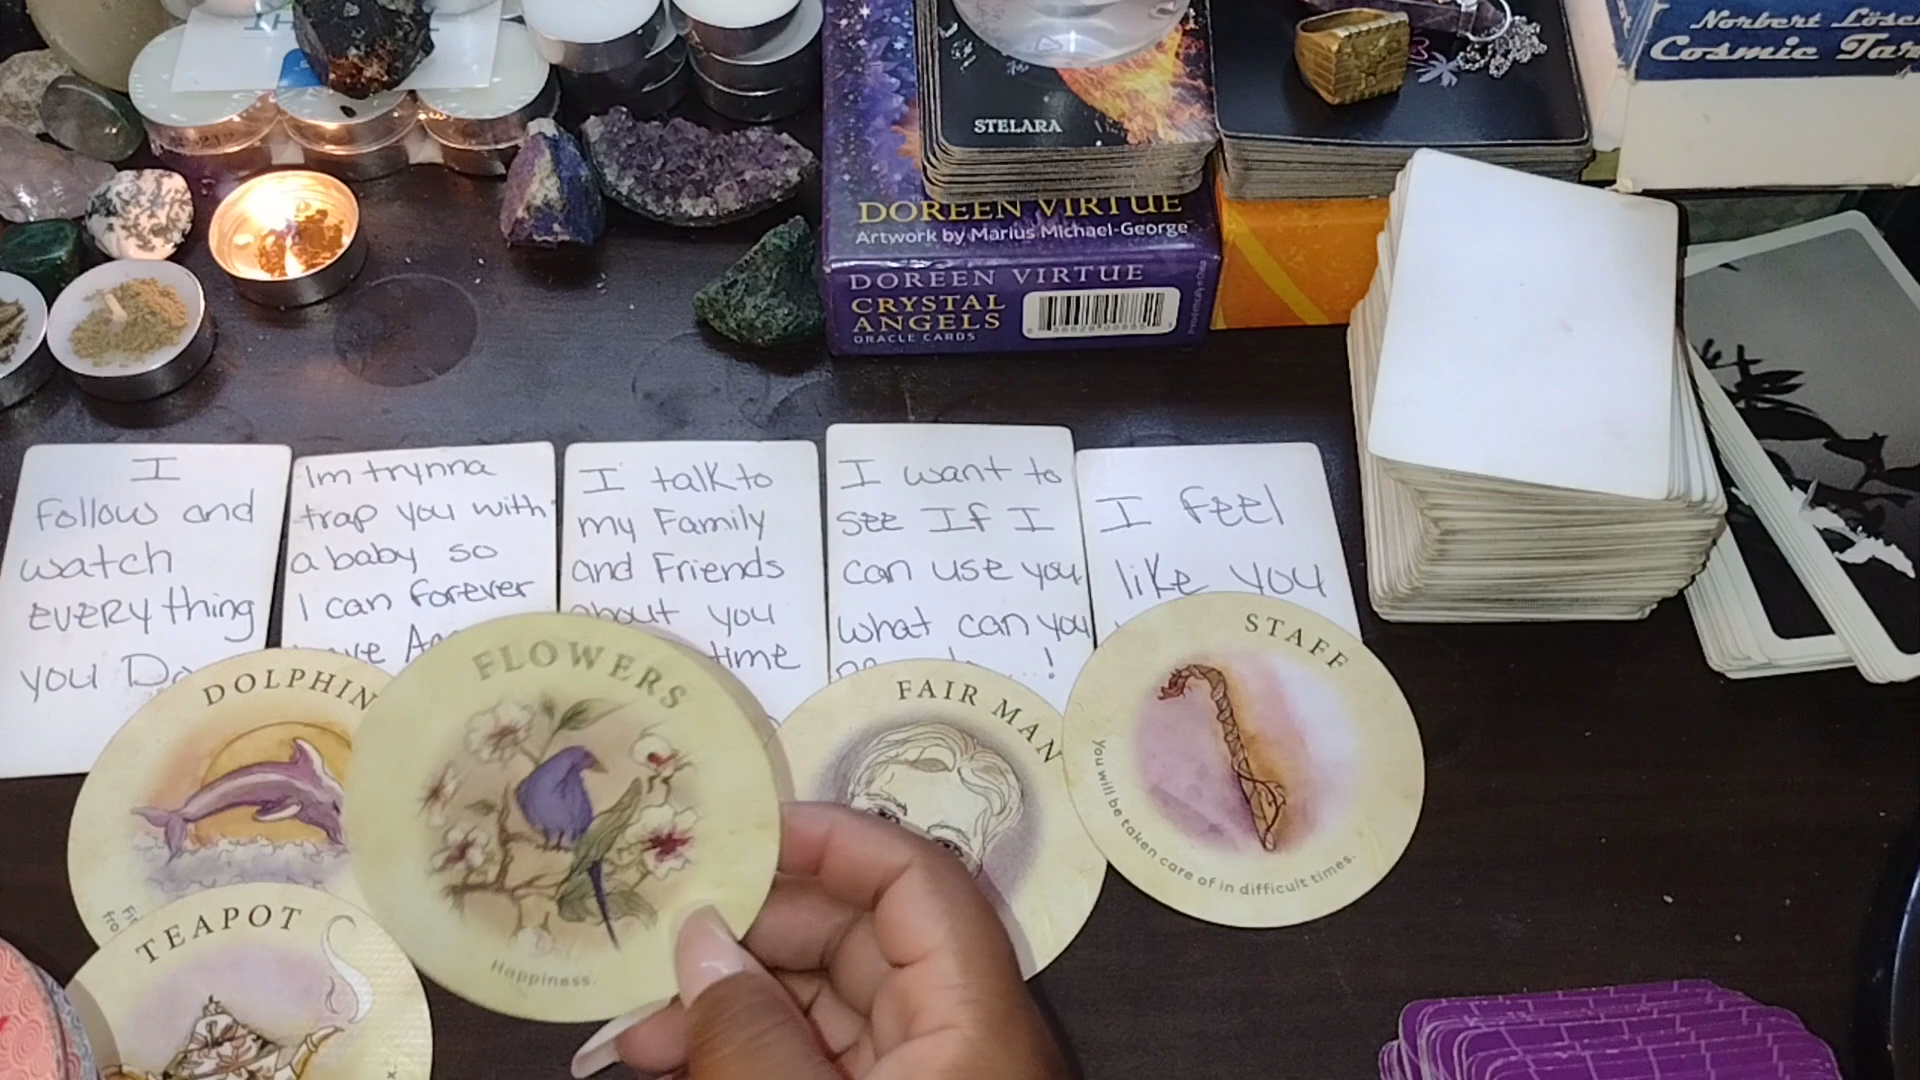 Norbert Lösc
Cosmic Tar
STELARA
DOREEN VIRTUE
Artwork by Marius Michael-George
DOREEN VIRTUE
CRYSTAL
ANGELS
ORACLE CARDS
I
Follow and
watch
EVERYthing
you Do
Im trynna
trap you with
a baby so
I can forever
I talk to
my Family
and Friends
about you
time
I want to
SEE If I
can use you
what can you
!
I FEEl
likE you
DOLPHIN
FLOWERS
Happiness.
FAIR MAN
STAFF
You will be taken care of in difficult times.
TEAPOT